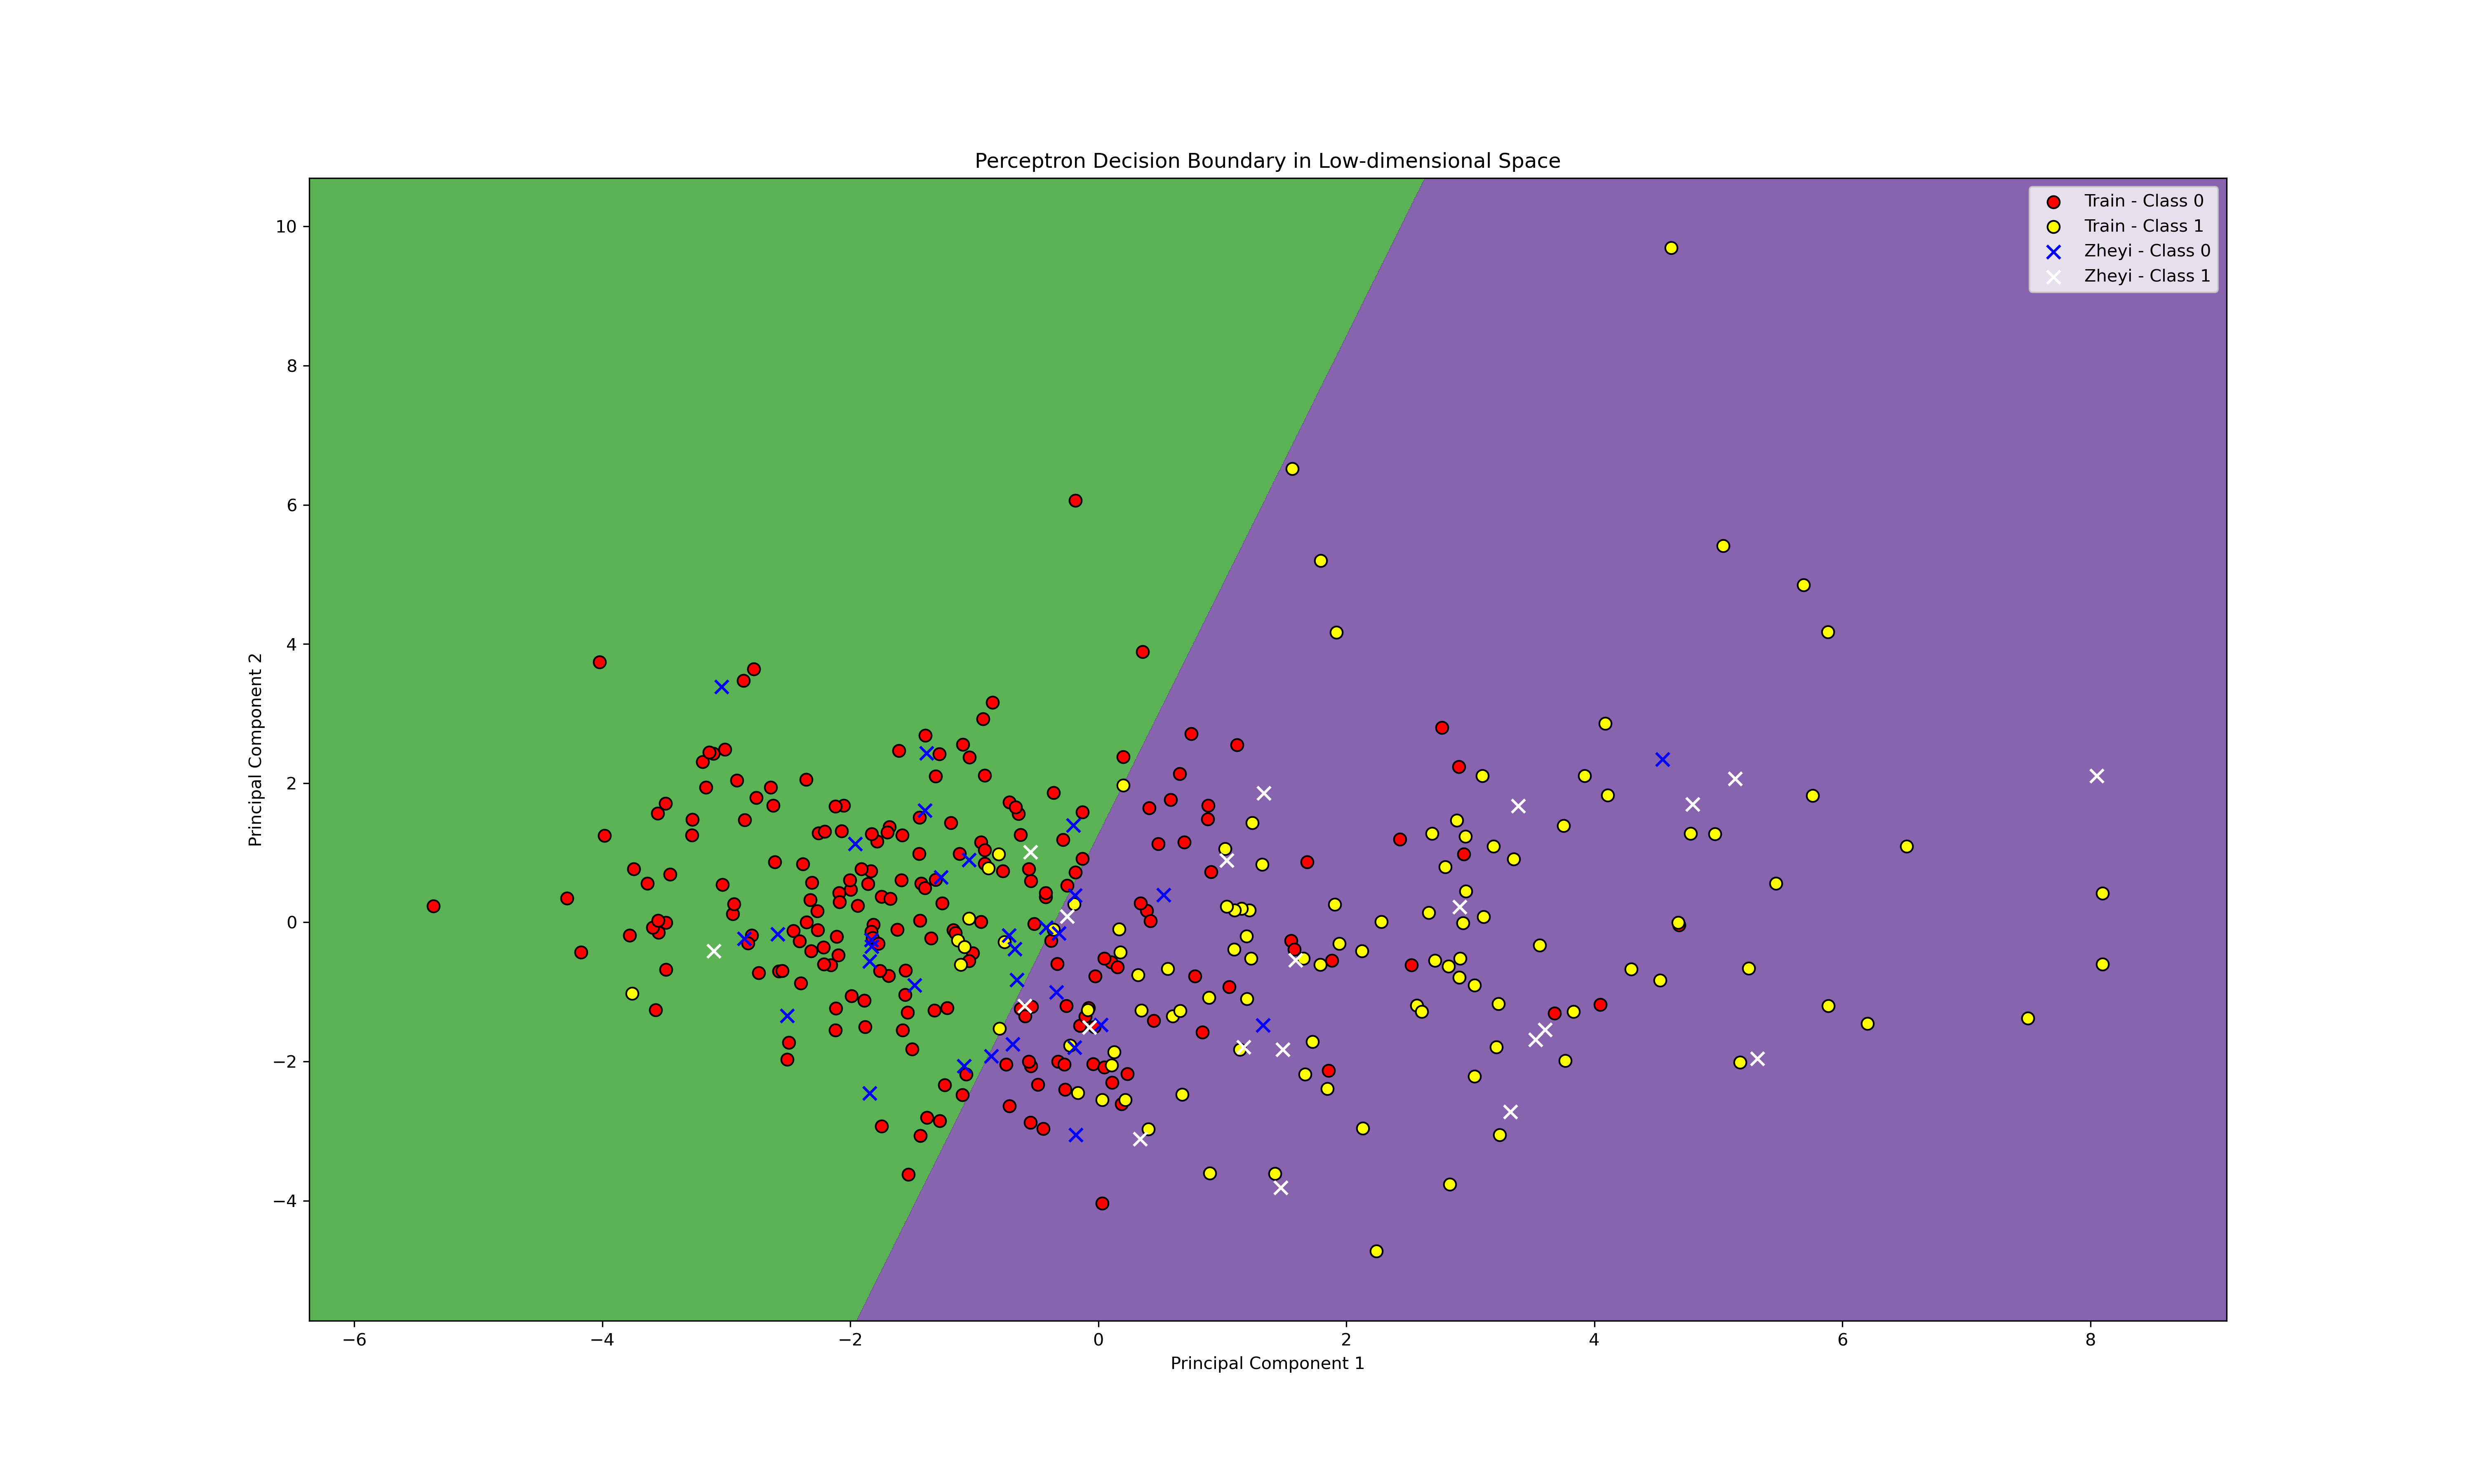 Perceptron Decision Boundary in Low-dimensional Space
Train - Class 0
Train - Class 1
Zheyi - Class 0
Zheyi - Class 1
Principal Component 2
10
8
6
4
2
0
−2
−4
−6
−4
−2
0
2
4
6
8
Principal Component 1